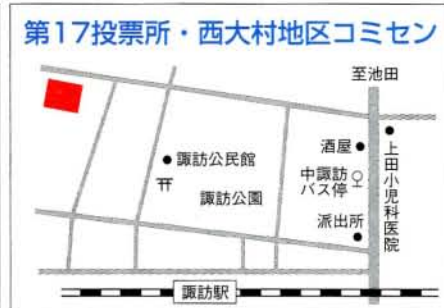 第17投票所・西大村地区コミセン
至池田
酒屋
上田小児科医院
諏訪公民館
中諏訪
バス停
諏訪公園
派出所
諏訪駅